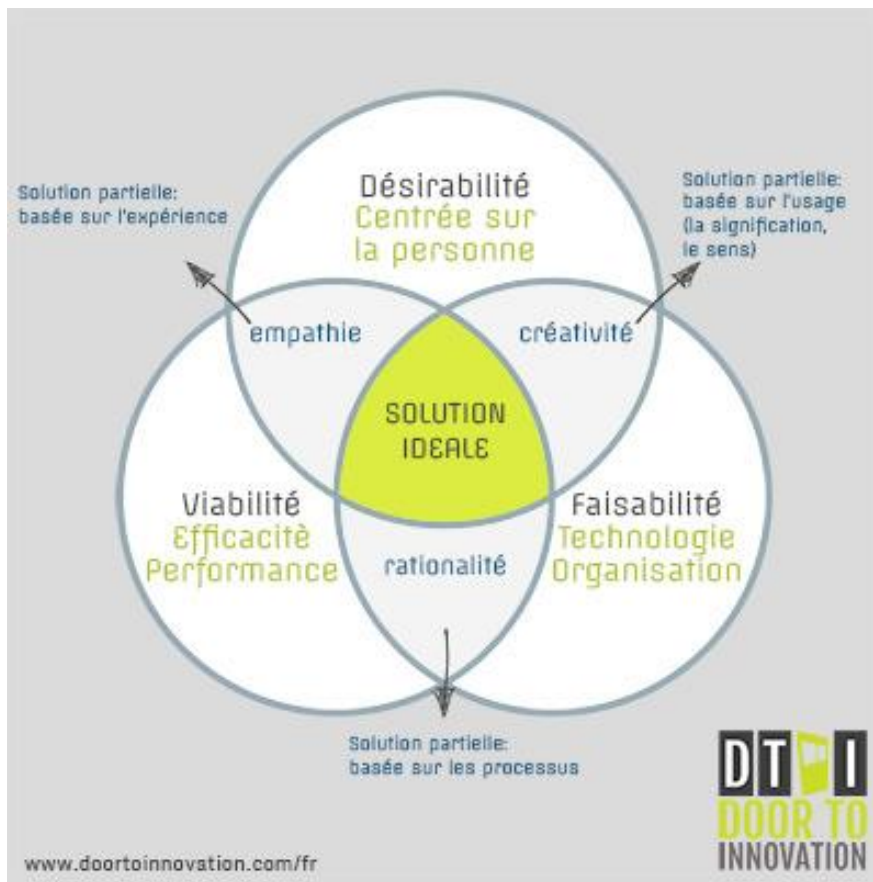 Désirabilité
Centrée sur
la personne
Solution partielle:
basée sur l'expérience
Solution partielle:
basée sur l'usage
(la signification,
le sens)
empathie
créativité
SOLUTION
IDEALE
Viabilité
Efficacitè
Performance
Faisabilité
Technologie
Organisation
rationalité
Solution partielle:
basée sur les processus
DT I
DOOR TO
INNOVATION
www.doortoinnovation.com/fr